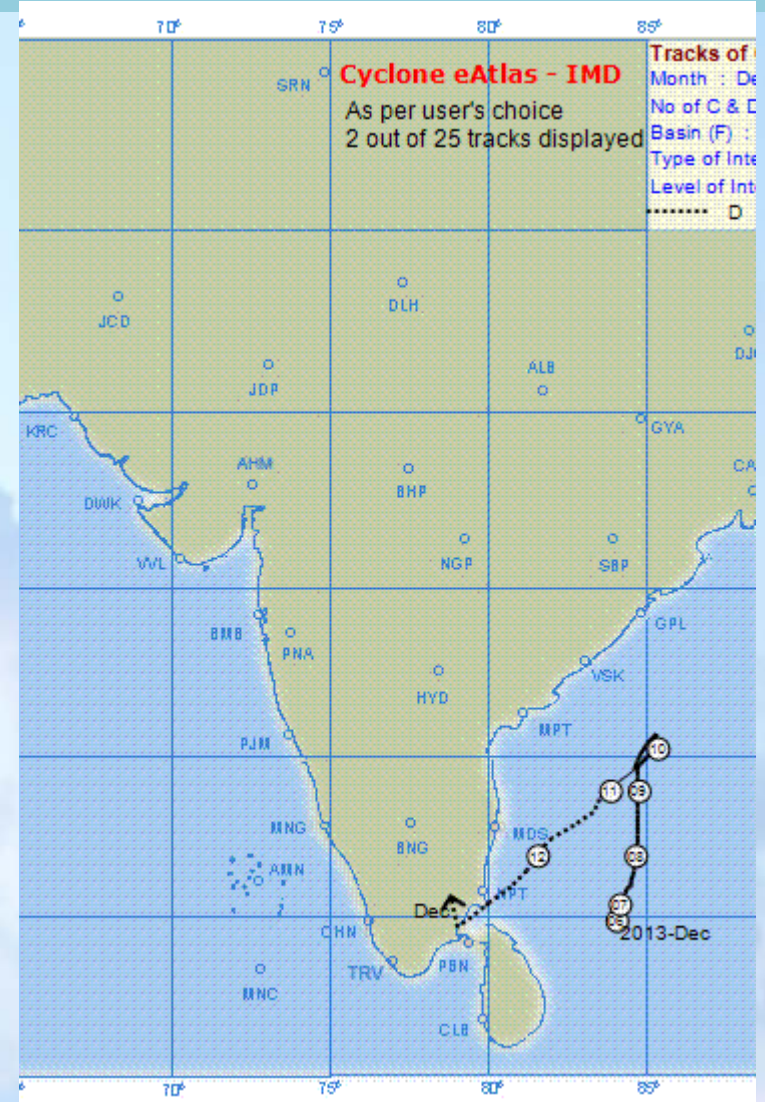 70°
75°
80°
85°
Tracks of
Cyclone eAtlas - IMD
Month : De
SRN
As per user's choice
No of C & D
2 out of 25 tracks displayed
Basin (F) :
Type of Inte
Level of Int
D
DLH
JCD
ALB
JDP
KRC
GYA
AHM
CA
BHP
DWK
VVL
NGP
SBP
BMB
GPL
PNA
VSK
HYD
MPT
PJM
10
11
09
MNG
MDS
BNG
12
08
AMN
NPT
07
Dec
06
CHN
2013-Dec
TRV
PBN
MNC
CLB
70°
75°
80°
85°